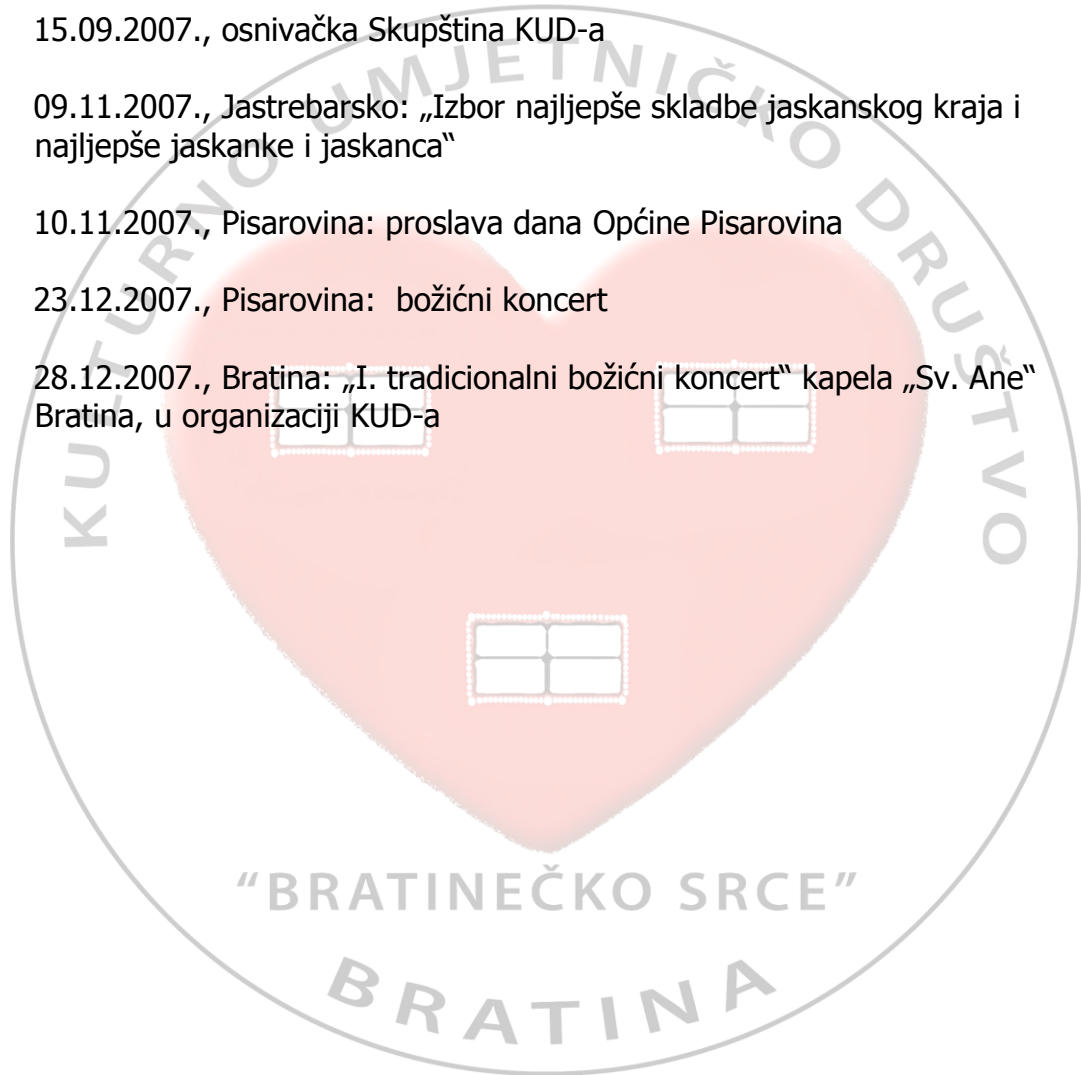 15.09.2007., osnivačka Skupština KUD-a
09.11.2007., Jastrebarsko: „Izbor najljepše skladbe jaskanskog kraja i
najljepše jaskanke i jaskanca“
10.11.2007., Pisarovina: proslava dana Općine Pisarovina
23.12.2007., Pisarovina:  božićni koncert
28.12.2007., Bratina: „I. tradicionalni božićni koncert“ kapela „Sv. Ane“
Bratina, u organizaciji KUD-a
KULTURNO UMJETNIČKO DRUŠTVO
"BRATINEČKO SRCE"
BRATINA